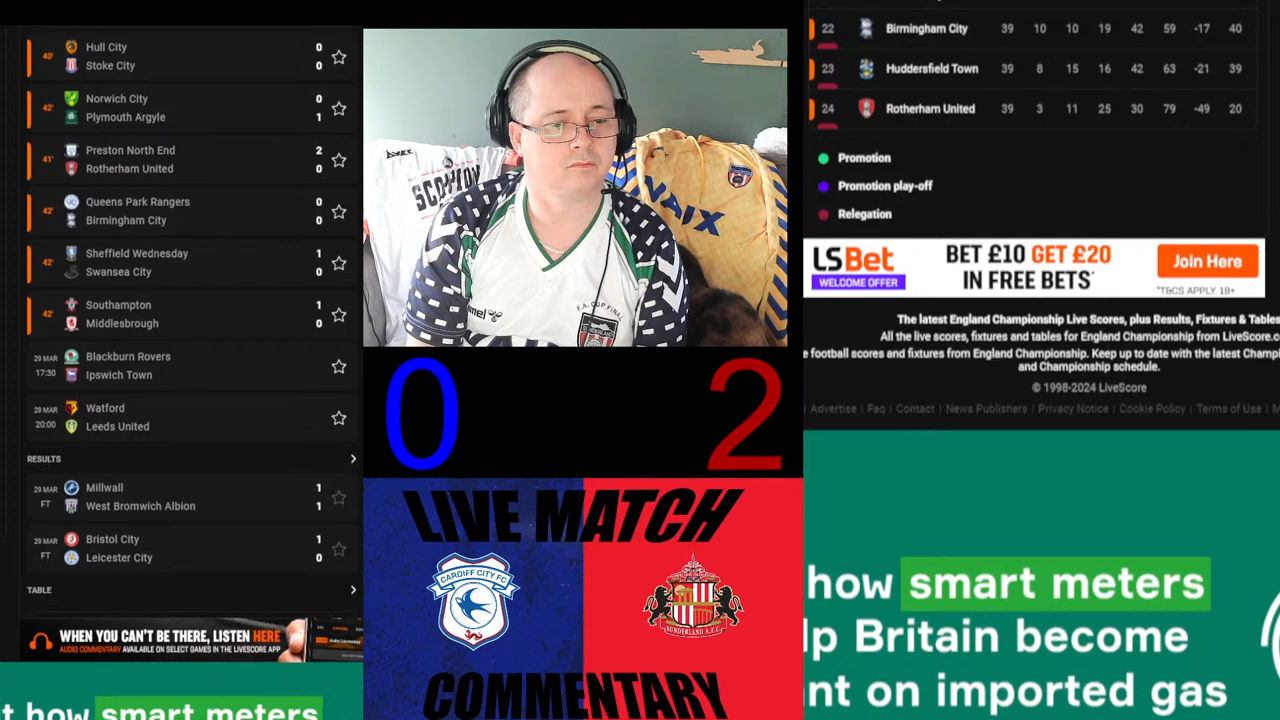 40'
Hull City 0
Stoke City 0
42'
Norwich City 0
Plymouth Argyle 1
41'
Preston North End 2
Rotherham United 0
42'
Queens Park Rangers 0
Birmingham City 0
42'
Sheffield Wednesday 1
Swansea City 0
42'
Southampton 1
Middlesbrough 0
29 MAR
17:30
Blackburn Rovers
Ipswich Town
29 MAR
20:00
Watford
Leeds United
RESULTS
29 MAR
FT
Millwall 1
West Bromwich Albion 1
29 MAR
FT
Bristol City 1
Leicester City 0
TABLE
WHEN YOU CAN'T BE THERE, LISTEN HERE
AUDIO COMMENTARY AVAILABLE ON SELECT GAMES IN THE LIVESCORE APP
t how smart meters
SCORPION
NAIX
hummel
F.A. CUP FINAL
0 2
LIVE MATCH
CARDIFF CITY FC
SUNDERLAND A.F.C.
COMMENTARY
22 Birmingham City 39 10 10 19 42 59 -17 40
23 Huddersfield Town 39 8 15 16 42 63 -21 39
24 Rotherham United 39 3 11 25 30 79 -49 20
Promotion
Promotion play-off
Relegation
LSBet
WELCOME OFFER
BET £10 GET £20
IN FREE BETS*
Join Here
*T&CS APPLY. 18+
The latest England Championship Live Scores, plus Results, Fixtures & Tables
All the live scores, fixtures and tables for England Championship from LiveScore.c
e football scores and fixtures from England Championship. Keep up to date with the latest Champi
and Championship schedule.
© 1998-2024 LiveScore
Advertise | Faq | Contact | News Publishers | Privacy Notice | Cookie Policy | Terms of Use | M
how smart meters
lp Britain become
nt on imported gas